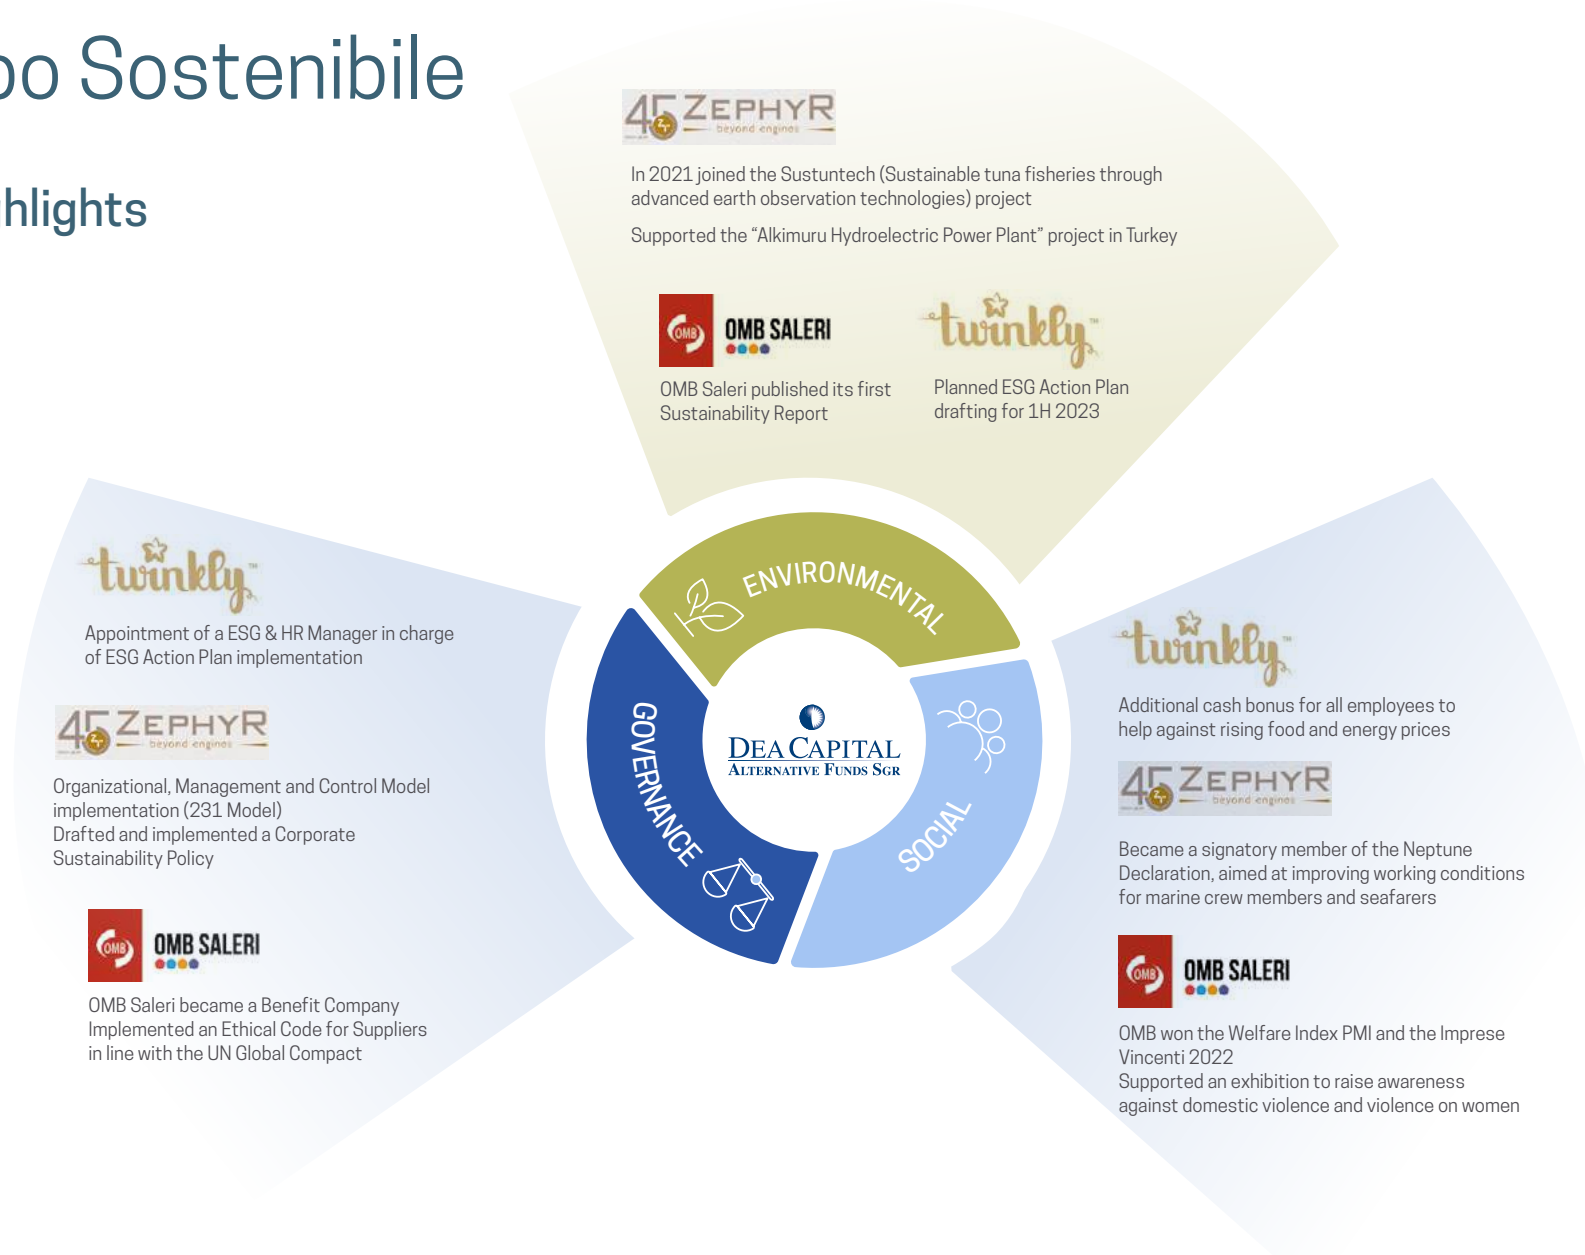 po Sostenibile
ghlights
45 ZEPHYR
beyond engines
In 2021 joined the Sustuntech (Sustainable tuna fisheries through
advanced earth observation technologies) project
Supported the “Alkimuru Hydroelectric Power Plant” project in Turkey
OMB
OMB SALERI
OMB Saleri published its first
Sustainability Report
twinkly™
Planned ESG Action Plan
drafting for 1H 2023
twinkly™
Appointment of a ESG & HR Manager in charge
of ESG Action Plan implementation
45 ZEPHYR
beyond engines
Organizational, Management and Control Model
implementation (231 Model)
Drafted and implemented a Corporate
Sustainability Policy
OMB
OMB SALERI
OMB Saleri became a Benefit Company
Implemented an Ethical Code for Suppliers
in line with the UN Global Compact
ENVIRONMENTAL
GOVERNANCE
SOCIAL
DEA CAPITAL
ALTERNATIVE FUNDS SGR
twinkly™
Additional cash bonus for all employees to
help against rising food and energy prices
45 ZEPHYR
beyond engines
Became a signatory member of the Neptune
Declaration, aimed at improving working conditions
for marine crew members and seafarers
OMB
OMB SALERI
OMB won the Welfare Index PMI and the Imprese
Vincenti 2022
Supported an exhibition to raise awareness
against domestic violence and violence on women